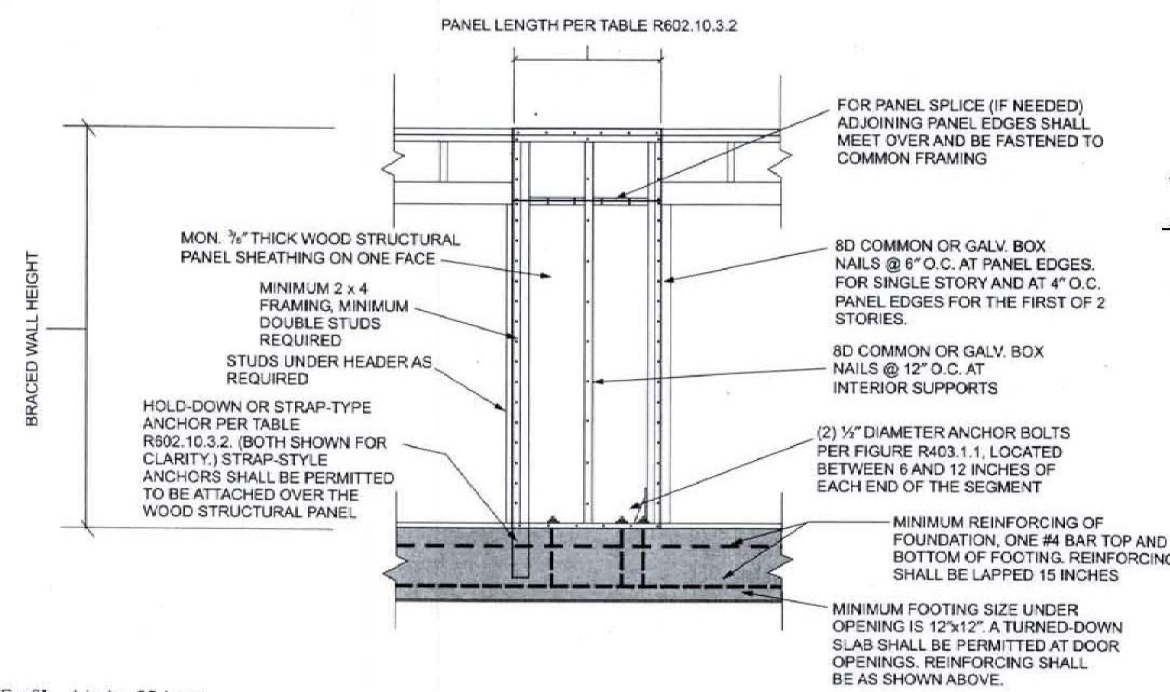 PANEL LENGTH PER TABLE R602.10.3.2
FOR PANEL SPLICE (IF NEEDED)
ADJOINING PANEL EDGES SHALL
MEET OVER AND BE FASTENED TO
COMMON FRAMING
MON. ⅜" THICK WOOD STRUCTURAL
PANEL SHEATHING ON ONE FACE
MINIMUM 2 x 4
FRAMING, MINIMUM
DOUBLE STUDS
REQUIRED
STUDS UNDER HEADER AS
REQUIRED
HOLD-DOWN OR STRAP-TYPE
ANCHOR PER TABLE
R602.10.3.2. (BOTH SHOWN FOR
CLARITY.) STRAP-STYLE
ANCHORS SHALL BE PERMITTED
TO BE ATTACHED OVER THE
WOOD STRUCTURAL PANEL
BRACED WALL HEIGHT
8D COMMON OR GALV. BOX
NAILS @ 6" O.C. AT PANEL EDGES.
FOR SINGLE STORY AND AT 4" O.C.
PANEL EDGES FOR THE FIRST OF 2
STORIES.
8D COMMON OR GALV. BOX
NAILS @ 12" O.C. AT
INTERIOR SUPPORTS
(2) ½" DIAMETER ANCHOR BOLTS
PER FIGURE R403.1.1, LOCATED
BETWEEN 6 AND 12 INCHES OF
EACH END OF THE SEGMENT
MINIMUM REINFORCING OF
FOUNDATION, ONE #4 BAR TOP AND
BOTTOM OF FOOTING. REINFORCING
SHALL BE LAPPED 15 INCHES
MINIMUM FOOTING SIZE UNDER
OPENING IS 12"x12". A TURNED-DOWN
SLAB SHALL BE PERMITTED AT DOOR
OPENINGS. REINFORCING SHALL
BE AS SHOWN ABOVE.